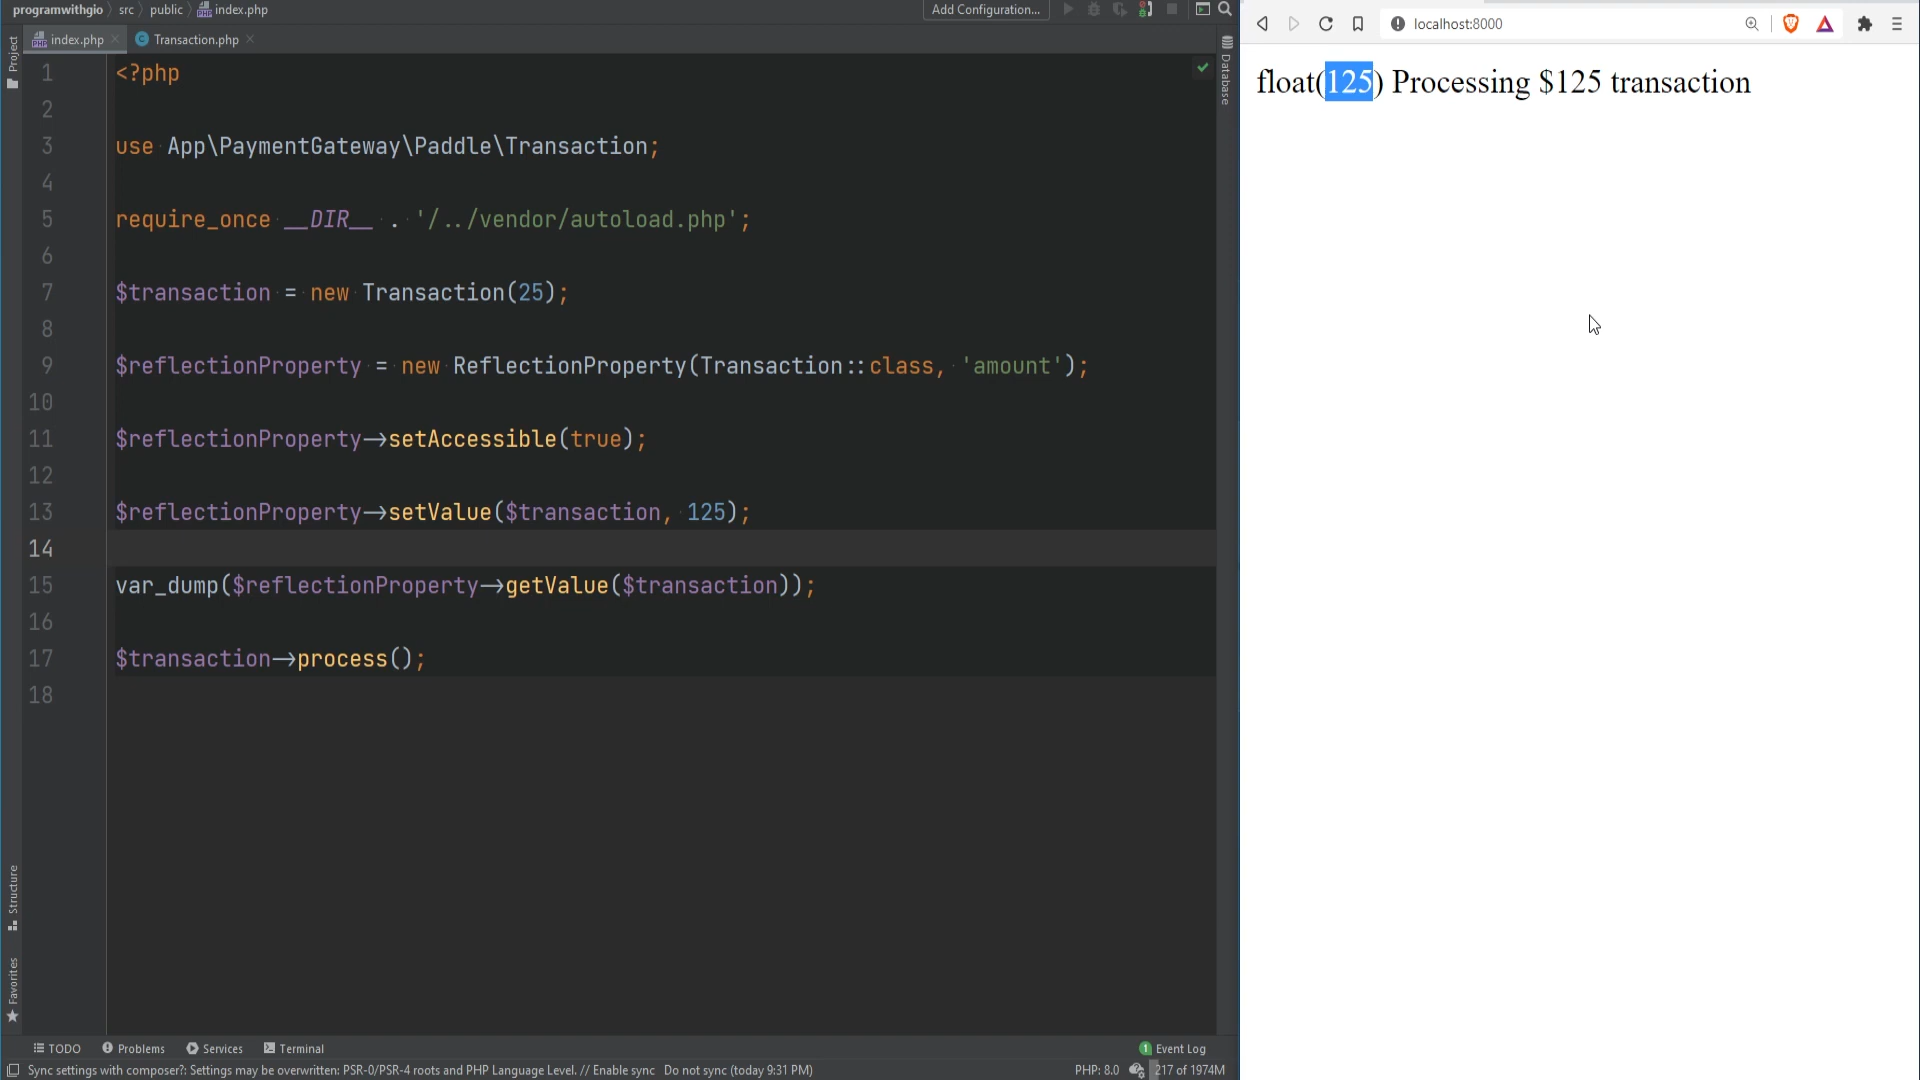 programwithgio src public index.php
Add Configuration...
index.php
Transaction.php
Project
Database
1 <?php
2
3 use App\PaymentGateway\Paddle\Transaction;
4
5 require_once __DIR__ . '/../vendor/autoload.php';
6
7 $transaction = new Transaction(25);
8
9 $reflectionProperty = new ReflectionProperty(Transaction::class, 'amount');
10
11 $reflectionProperty->setAccessible(true);
12
13 $reflectionProperty->setValue($transaction, 125);
14
15 var_dump($reflectionProperty->getValue($transaction));
16
17 $transaction->process();
18
Structure
Favorites
TODO Problems Services Terminal
Event Log
Sync settings with composer?: Settings may be overwritten: PSR-0/PSR-4 roots and PHP Language Level. // Enable sync Do not sync (today 9:31 PM)
PHP: 8.0
217 of 1974M
localhost:8000
float(125) Processing $125 transaction